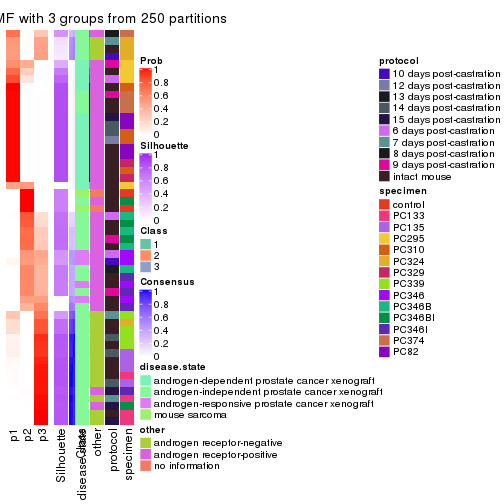 MF with 3 groups from 250 partitions
Prob
1
0.8
0.6
0.4
0.2
0
Silhouette
1
0.8
0.6
0.4
0.2
0
Class
1
2
3
Consensus
1
0.8
0.6
0.4
0.2
0
disease.state
androgen-dependent prostate cancer xenograft
androgen-independent prostate cancer xenograft
androgen-responsive prostate cancer xenograft
mouse sarcoma
other
androgen receptor-negative
androgen receptor-positive
no information
protocol
10 days post-castration
12 days post-castration
13 days post-castration
14 days post-castration
15 days post-castration
6 days post-castration
7 days post-castration
8 days post-castration
9 days post-castration
intact mouse
specimen
control
PC133
PC135
PC295
PC310
PC324
PC329
PC339
PC346
PC346B
PC346BI
PC346I
PC374
PC82
p1
p2
p3
Silhouette
Class
disease.state
other
protocol
specimen